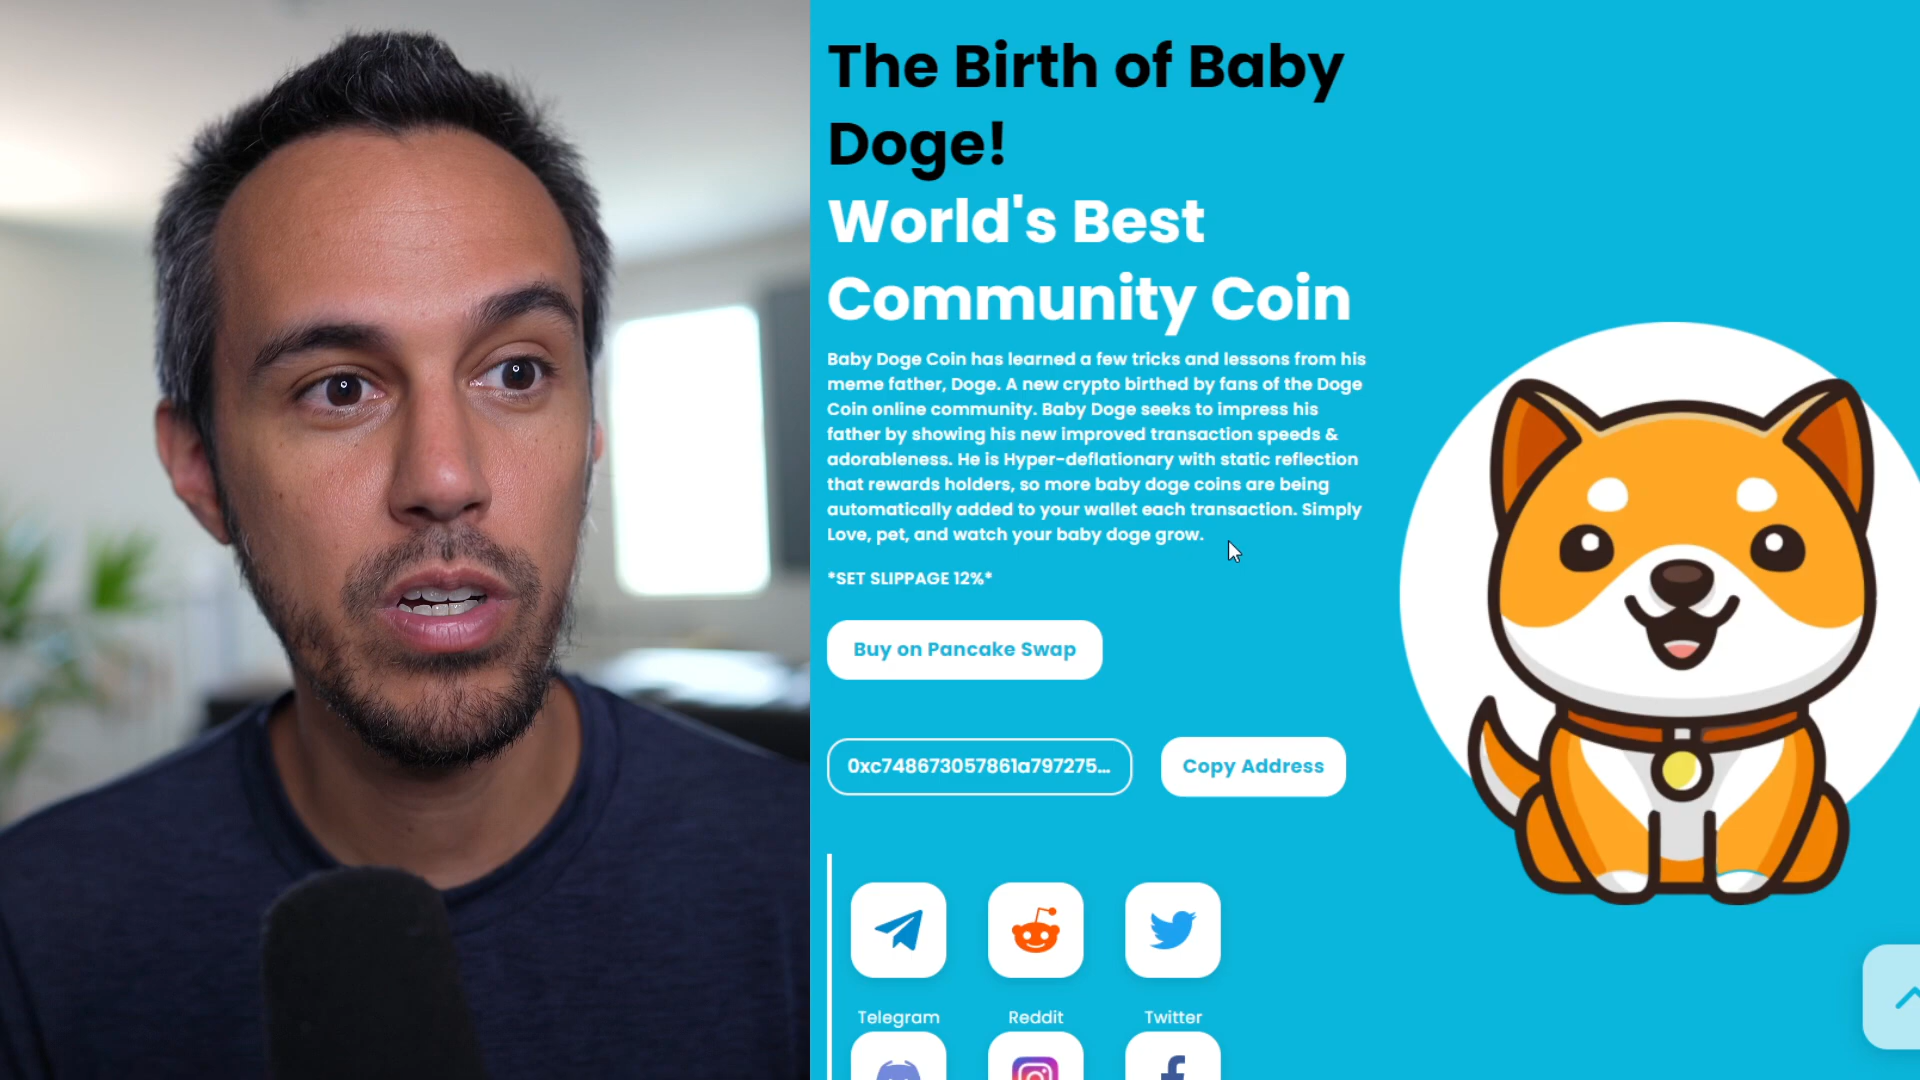 The Birth of Baby
Doge!
World's Best
Community Coin
Baby Doge Coin has learned a few tricks and lessons from his
meme father, Doge. A new crypto birthed by fans of the Doge
Coin online community. Baby Doge seeks to impress his
father by showing his new improved transaction speeds &
adorableness. He is Hyper-deflationary with static reflection
that rewards holders, so more baby doge coins are being
automatically added to your wallet each transaction. Simply
Love, pet, and watch your baby doge grow.
*SET SLIPPAGE 12%*
Buy on Pancake Swap
0xc748673057861a797275...
Copy Address
Telegram
Reddit
Twitter